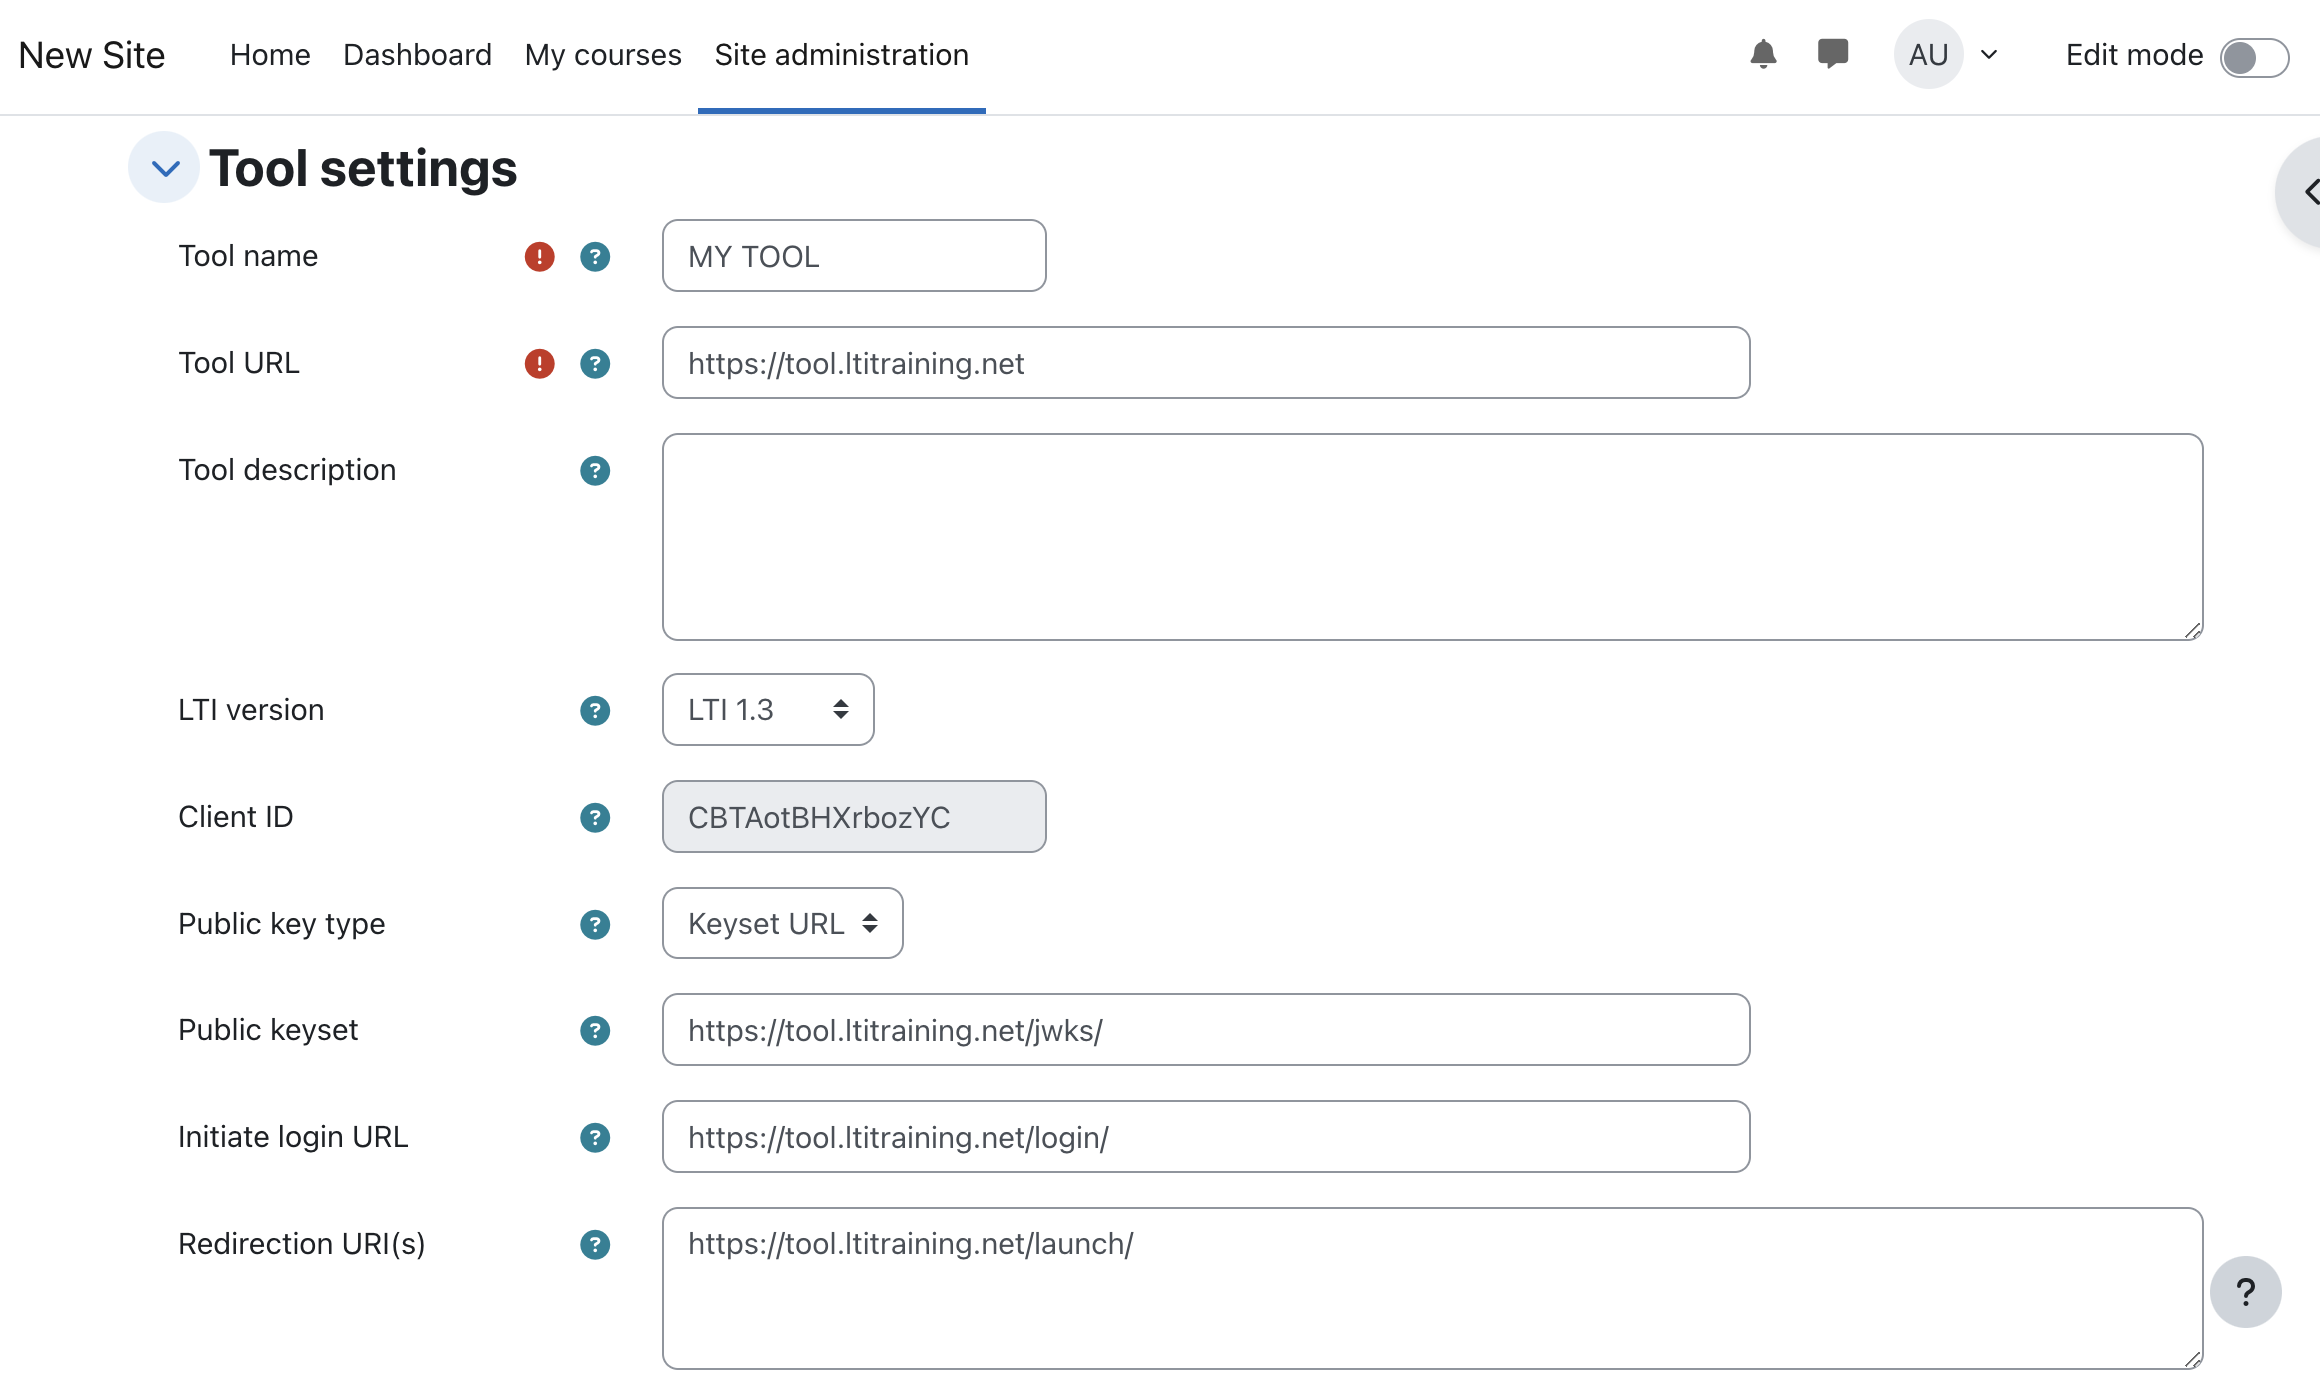 New Site Home Dashboard My courses Site administration AU Edit mode
Tool settings
Tool name ! ? MY TOOL
Tool URL ! ? https://tool.ltitraining.net
Tool description ?
LTI version ? LTI 1.3
Client ID ? CBTAotBHXrbozYC
Public key type ? Keyset URL
Public keyset ? https://tool.ltitraining.net/jwks/
Initiate login URL ? https://tool.ltitraining.net/login/
Redirection URI(s) ? https://tool.ltitraining.net/launch/
?